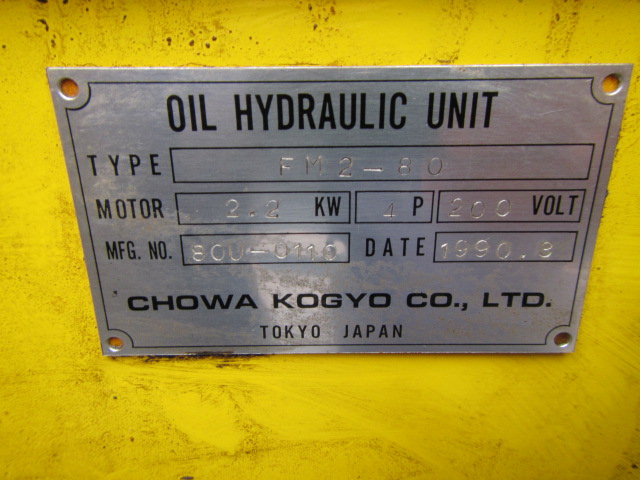 OIL HYDRAULIC UNIT
TYPE FM2-80
MOTOR 2.2 KW 4 P 200 VOLT
MFG. NO. 80U-0110 DATE 1990.8
CHOWA KOGYO CO., LTD.
TOKYO JAPAN